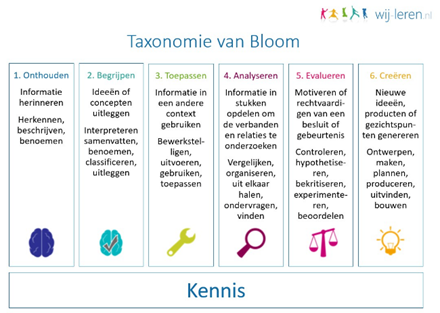 wij-leren.nl
Taxonomie van Bloom
1. Onthouden
Informatie
herinneren
Herkennen,
beschrijven,
benoemen
2. Begrijpen
Ideeën of
concepten
uitleggen
Interpreteren
samenvatten,
benoemen,
classificeren,
uitleggen
3. Toepassen
Informatie in
een andere
context
gebruiken
Bewerkstel-
ligen,
uitvoeren,
gebruiken,
toepassen
4. Analyseren
Informatie in
stukken
opdelen om
de verbanden
en relaties te
onderzoeken
Vergelijken,
organiseren,
uit elkaar
halen,
ondervragen,
vinden
5. Evalueren
Motiveren of
rechtvaardi-
gen van een
besluit of
gebeurtenis
Controleren,
hypothetise-
ren,
bekritiseren,
experimente-
ren,
beoordelen
6. Creëren
Nieuwe
ideeën,
producten of
gezichtspun-
ten genereren
Ontwerpen,
maken,
plannen,
produceren,
uitvinden,
bouwen
Kennis